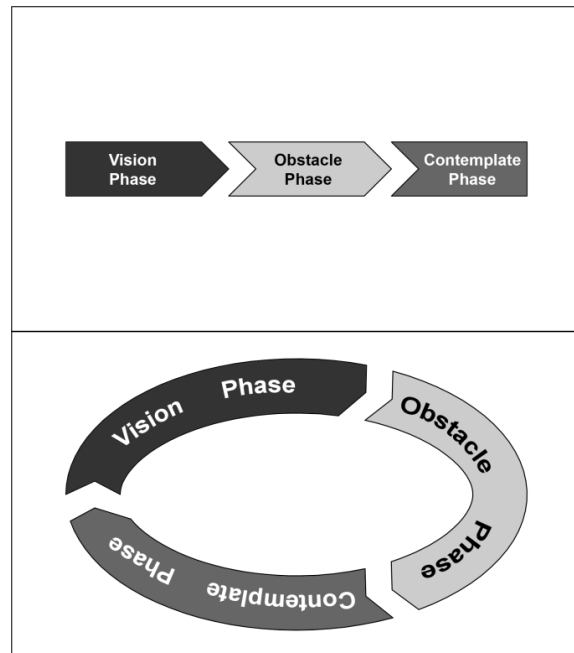 Vision
Phase
Obstacle
Phase
Contemplate
Phase
Vision Phase
Obstacle Phase
Contemplate Phase